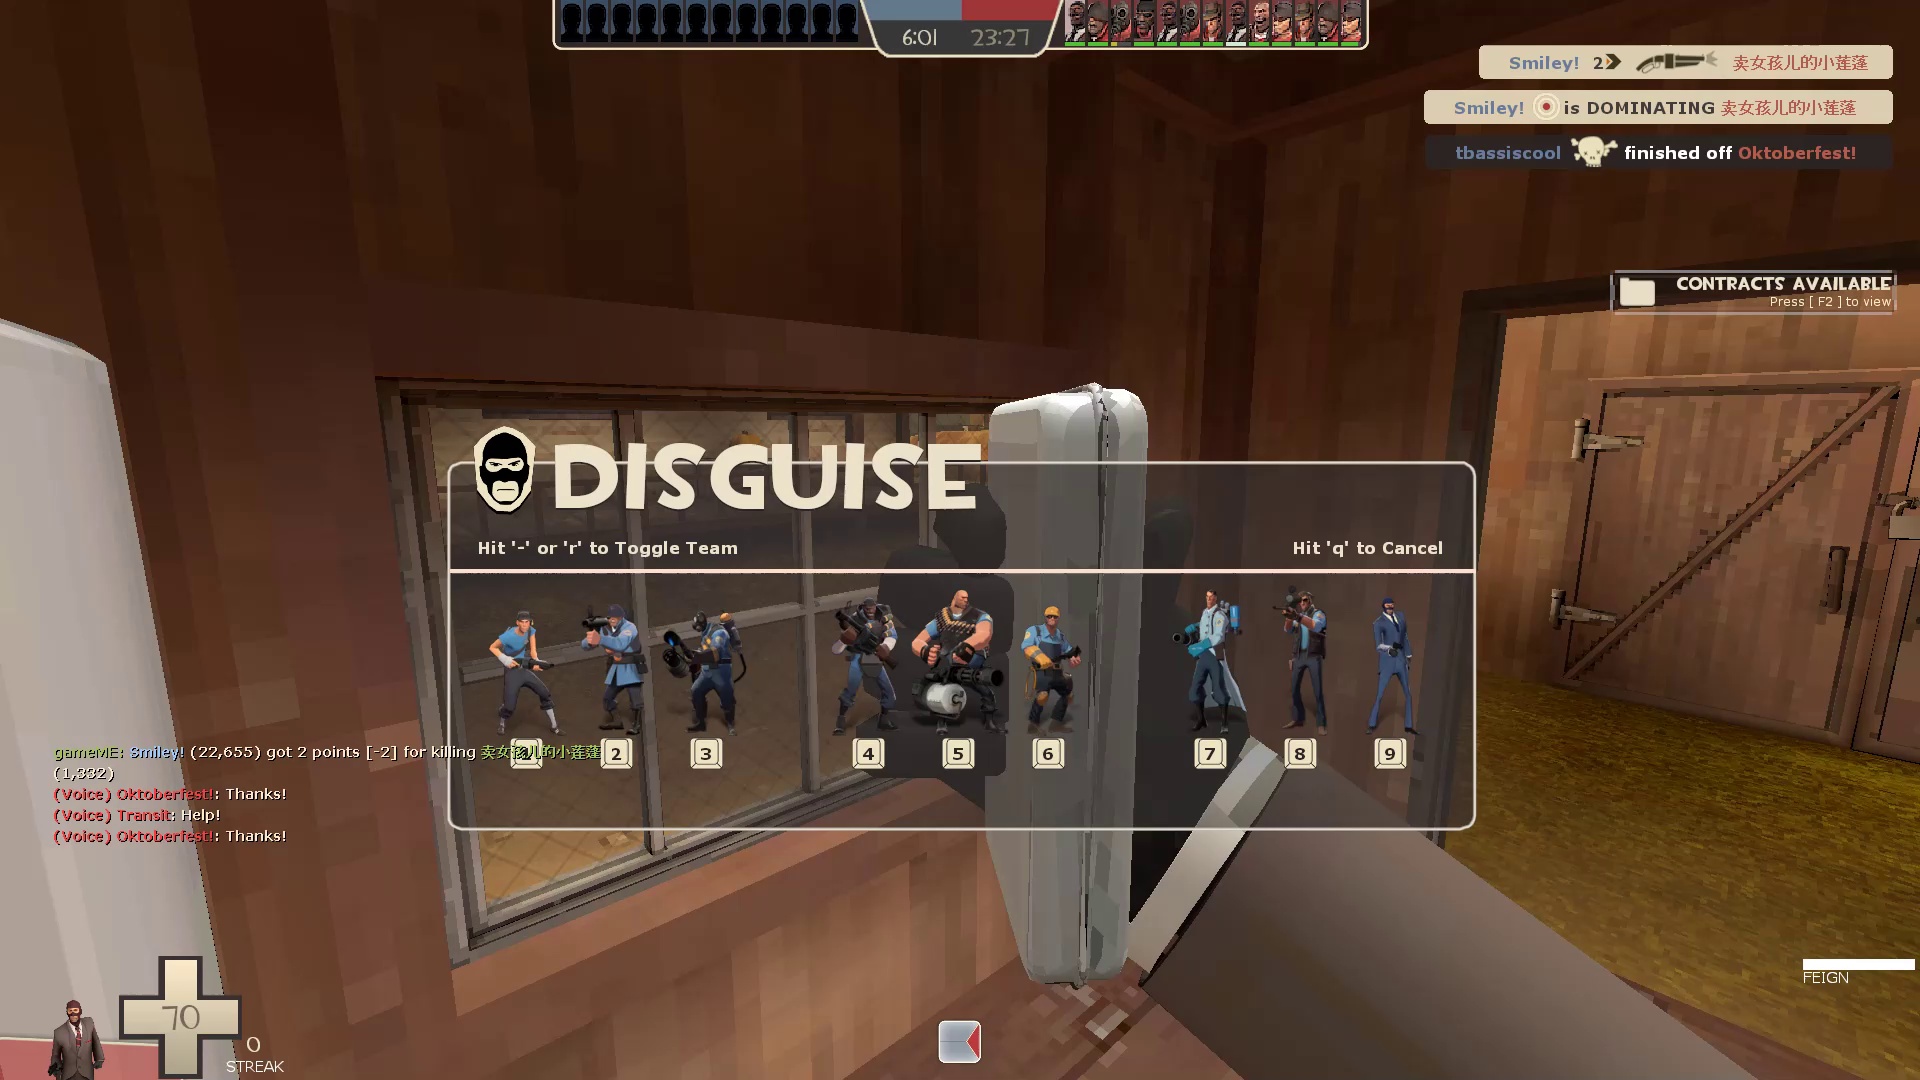 6:01 23:27
Smiley! 2 卖女孩儿的小莲蓬
Smiley! is DOMINATING 卖女孩儿的小莲蓬
tbassiscool finished off Oktoberfest!
CONTRACTS AVAILABLE
Press [ F2 ] to view
DISGUISE
Hit '-' or 'r' to Toggle Team
Hit 'q' to Cancel
1 2 3 4 5 6 7 8 9
gameME: Smiley! (22,655) got 2 points [-2] for killing 卖女孩儿的小莲蓬
(1,332)
(Voice) Oktoberfest!: Thanks!
(Voice) Transit: Help!
(Voice) Oktoberfest!: Thanks!
FEIGN
70
0
STREAK